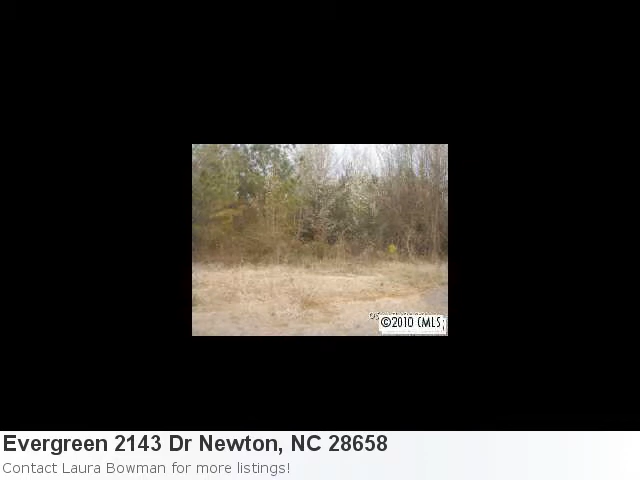 ©2010 CMLS
Evergreen 2143 Dr Newton, NC 28658
Contact Laura Bowman for more listings!